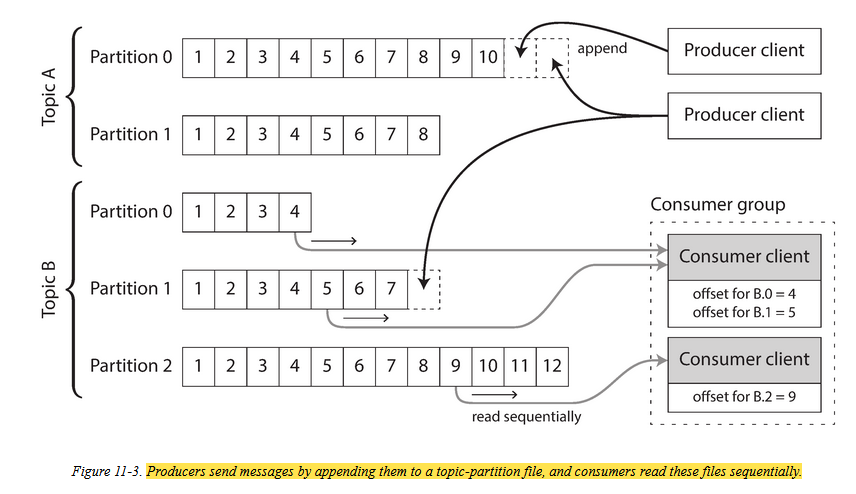 Topic A
Partition 0 1 2 3 4 5 6 7 8 9 10 append
Producer client
Partition 1 1 2 3 4 5 6 7 8
Producer client
Topic B
Partition 0 1 2 3 4
Partition 1 1 2 3 4 5 6 7
Partition 2 1 2 3 4 5 6 7 8 9 10 11 12
read sequentially
Consumer group
Consumer client
offset for B.0 = 4
offset for B.1 = 5
Consumer client
offset for B.2 = 9
Figure 11-3. Producers send messages by appending them to a topic-partition file, and consumers read these files sequentially.